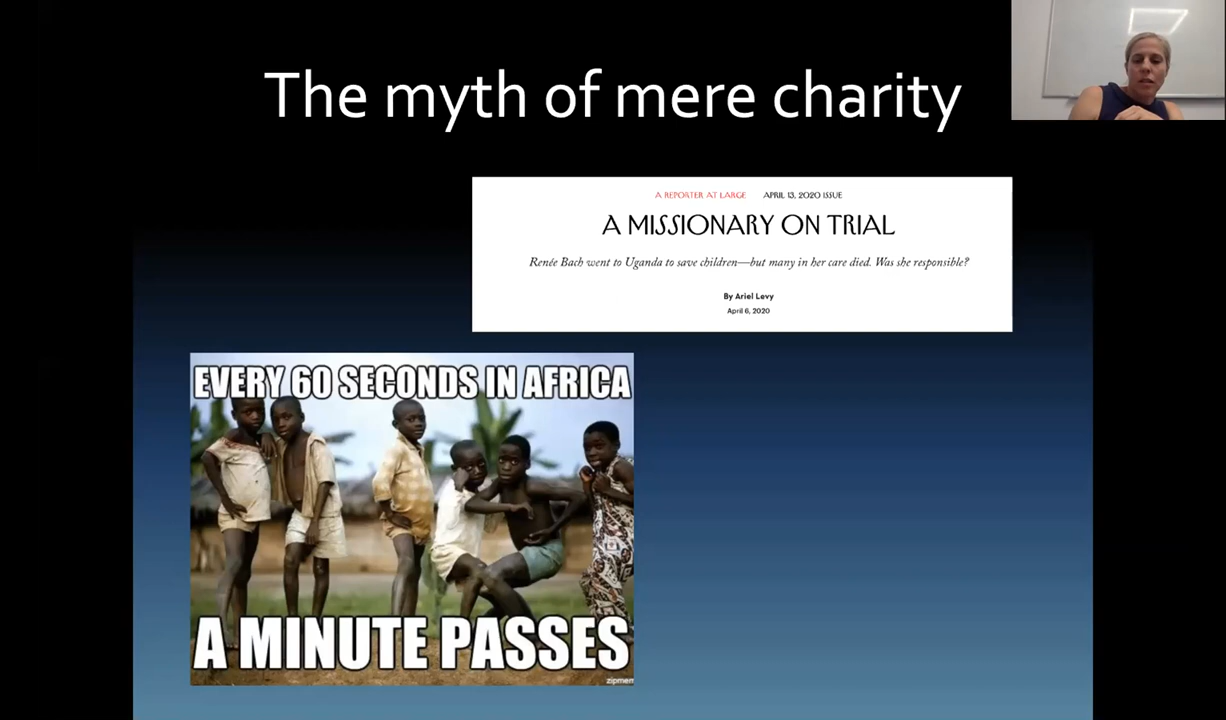 The myth of mere charity
A REPORTER AT LARGE APRIL 13, 2020 ISSUE
A MISSIONARY ON TRIAL
Renée Bach went to Uganda to save children—but many in her care died. Was she responsible?
By Ariel Levy
April 6, 2020
EVERY 60 SECONDS IN AFRICA
A MINUTE PASSES
zipmem